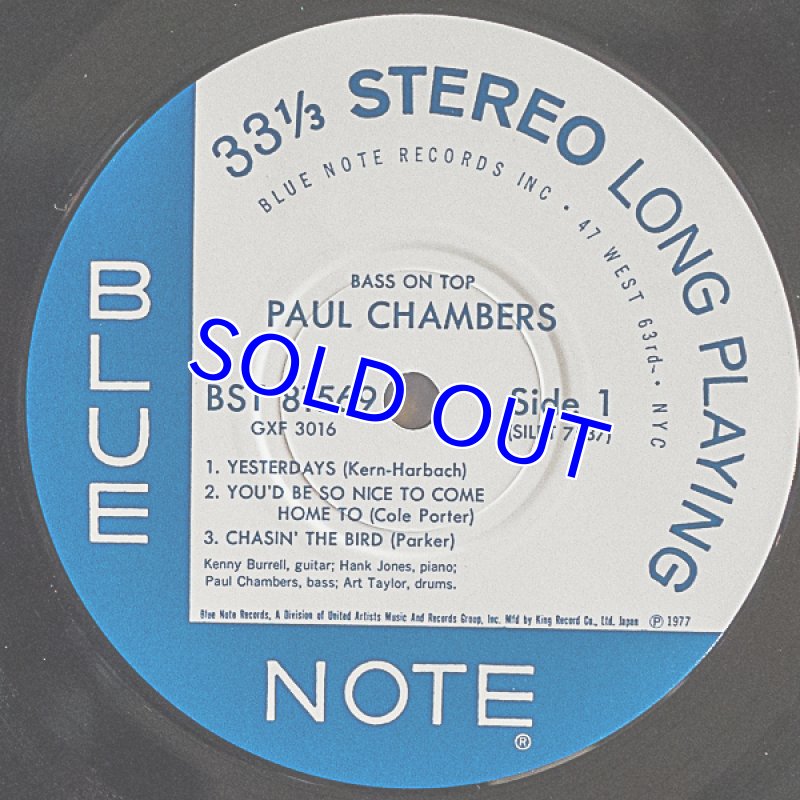 33⅓ STEREO LONG PLAYING
BLUE NOTE RECORDS INC • 47 WEST 63rd • NYC
BASS ON TOP
PAUL CHAMBERS
BST 81569
Side 1
GXF 3016
SOLD OUT
1. YESTERDAYS (Kern-Harbach)
2. YOU'D BE SO NICE TO COME
HOME TO (Cole Porter)
3. CHASIN' THE BIRD (Parker)
Kenny Burrell, guitar; Hank Jones, piano;
Paul Chambers, bass; Art Taylor, drums.
Blue Note Records, A Division of United Artists Music And Records Group, Inc. Mfd by King Record Co., Ltd. Japan ℗ 1977
BLUE
NOTE
®